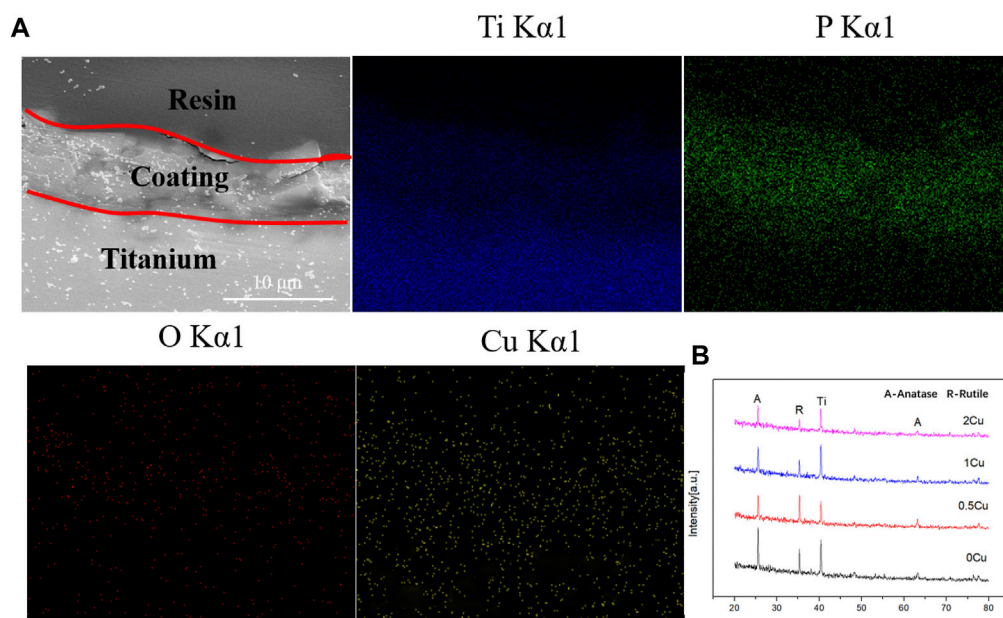 A
Ti Kα1
P Kα1
Resin
Coating
Titanium
10 μm
O Kα1
Cu Kα1
B
A-Anatase R-Rutile
A
R
Ti
A
2Cu
1Cu
0.5Cu
0Cu
Intensity[a.u.]
20 30 40 50 60 70 80